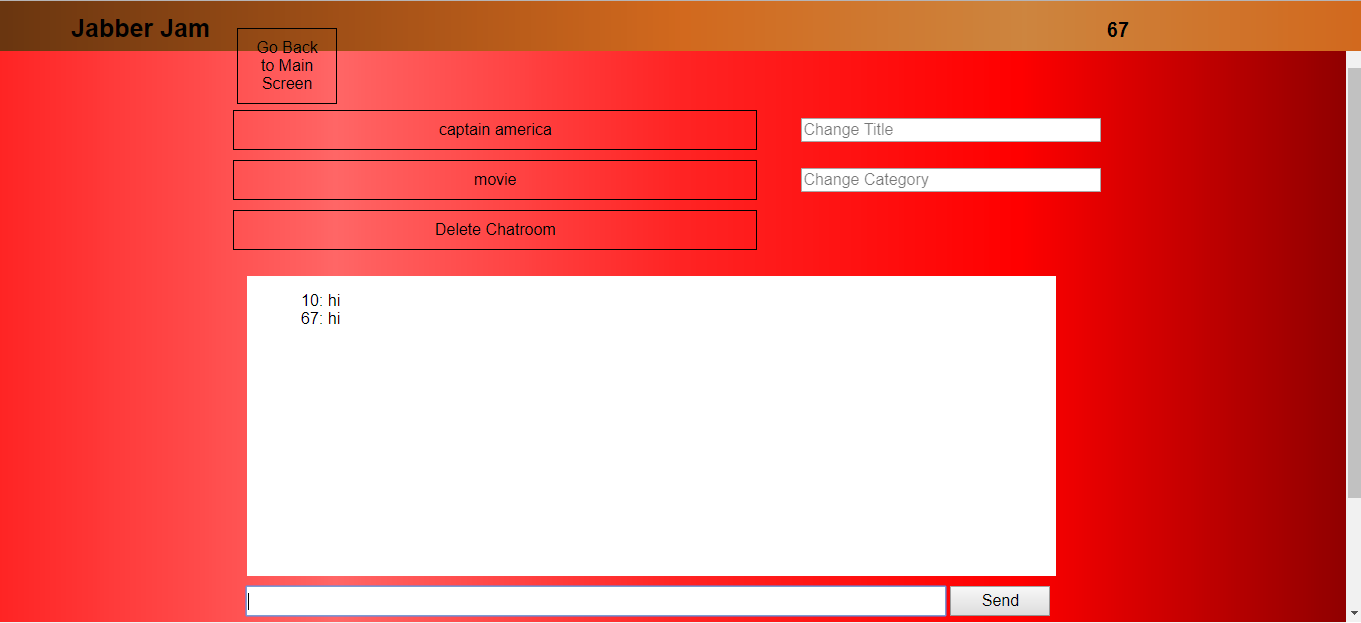 Jabber Jam
67
Go Back
to Main
Screen
captain america
Change Title
movie
Change Category
Delete Chatroom
10: hi
67: hi
Send